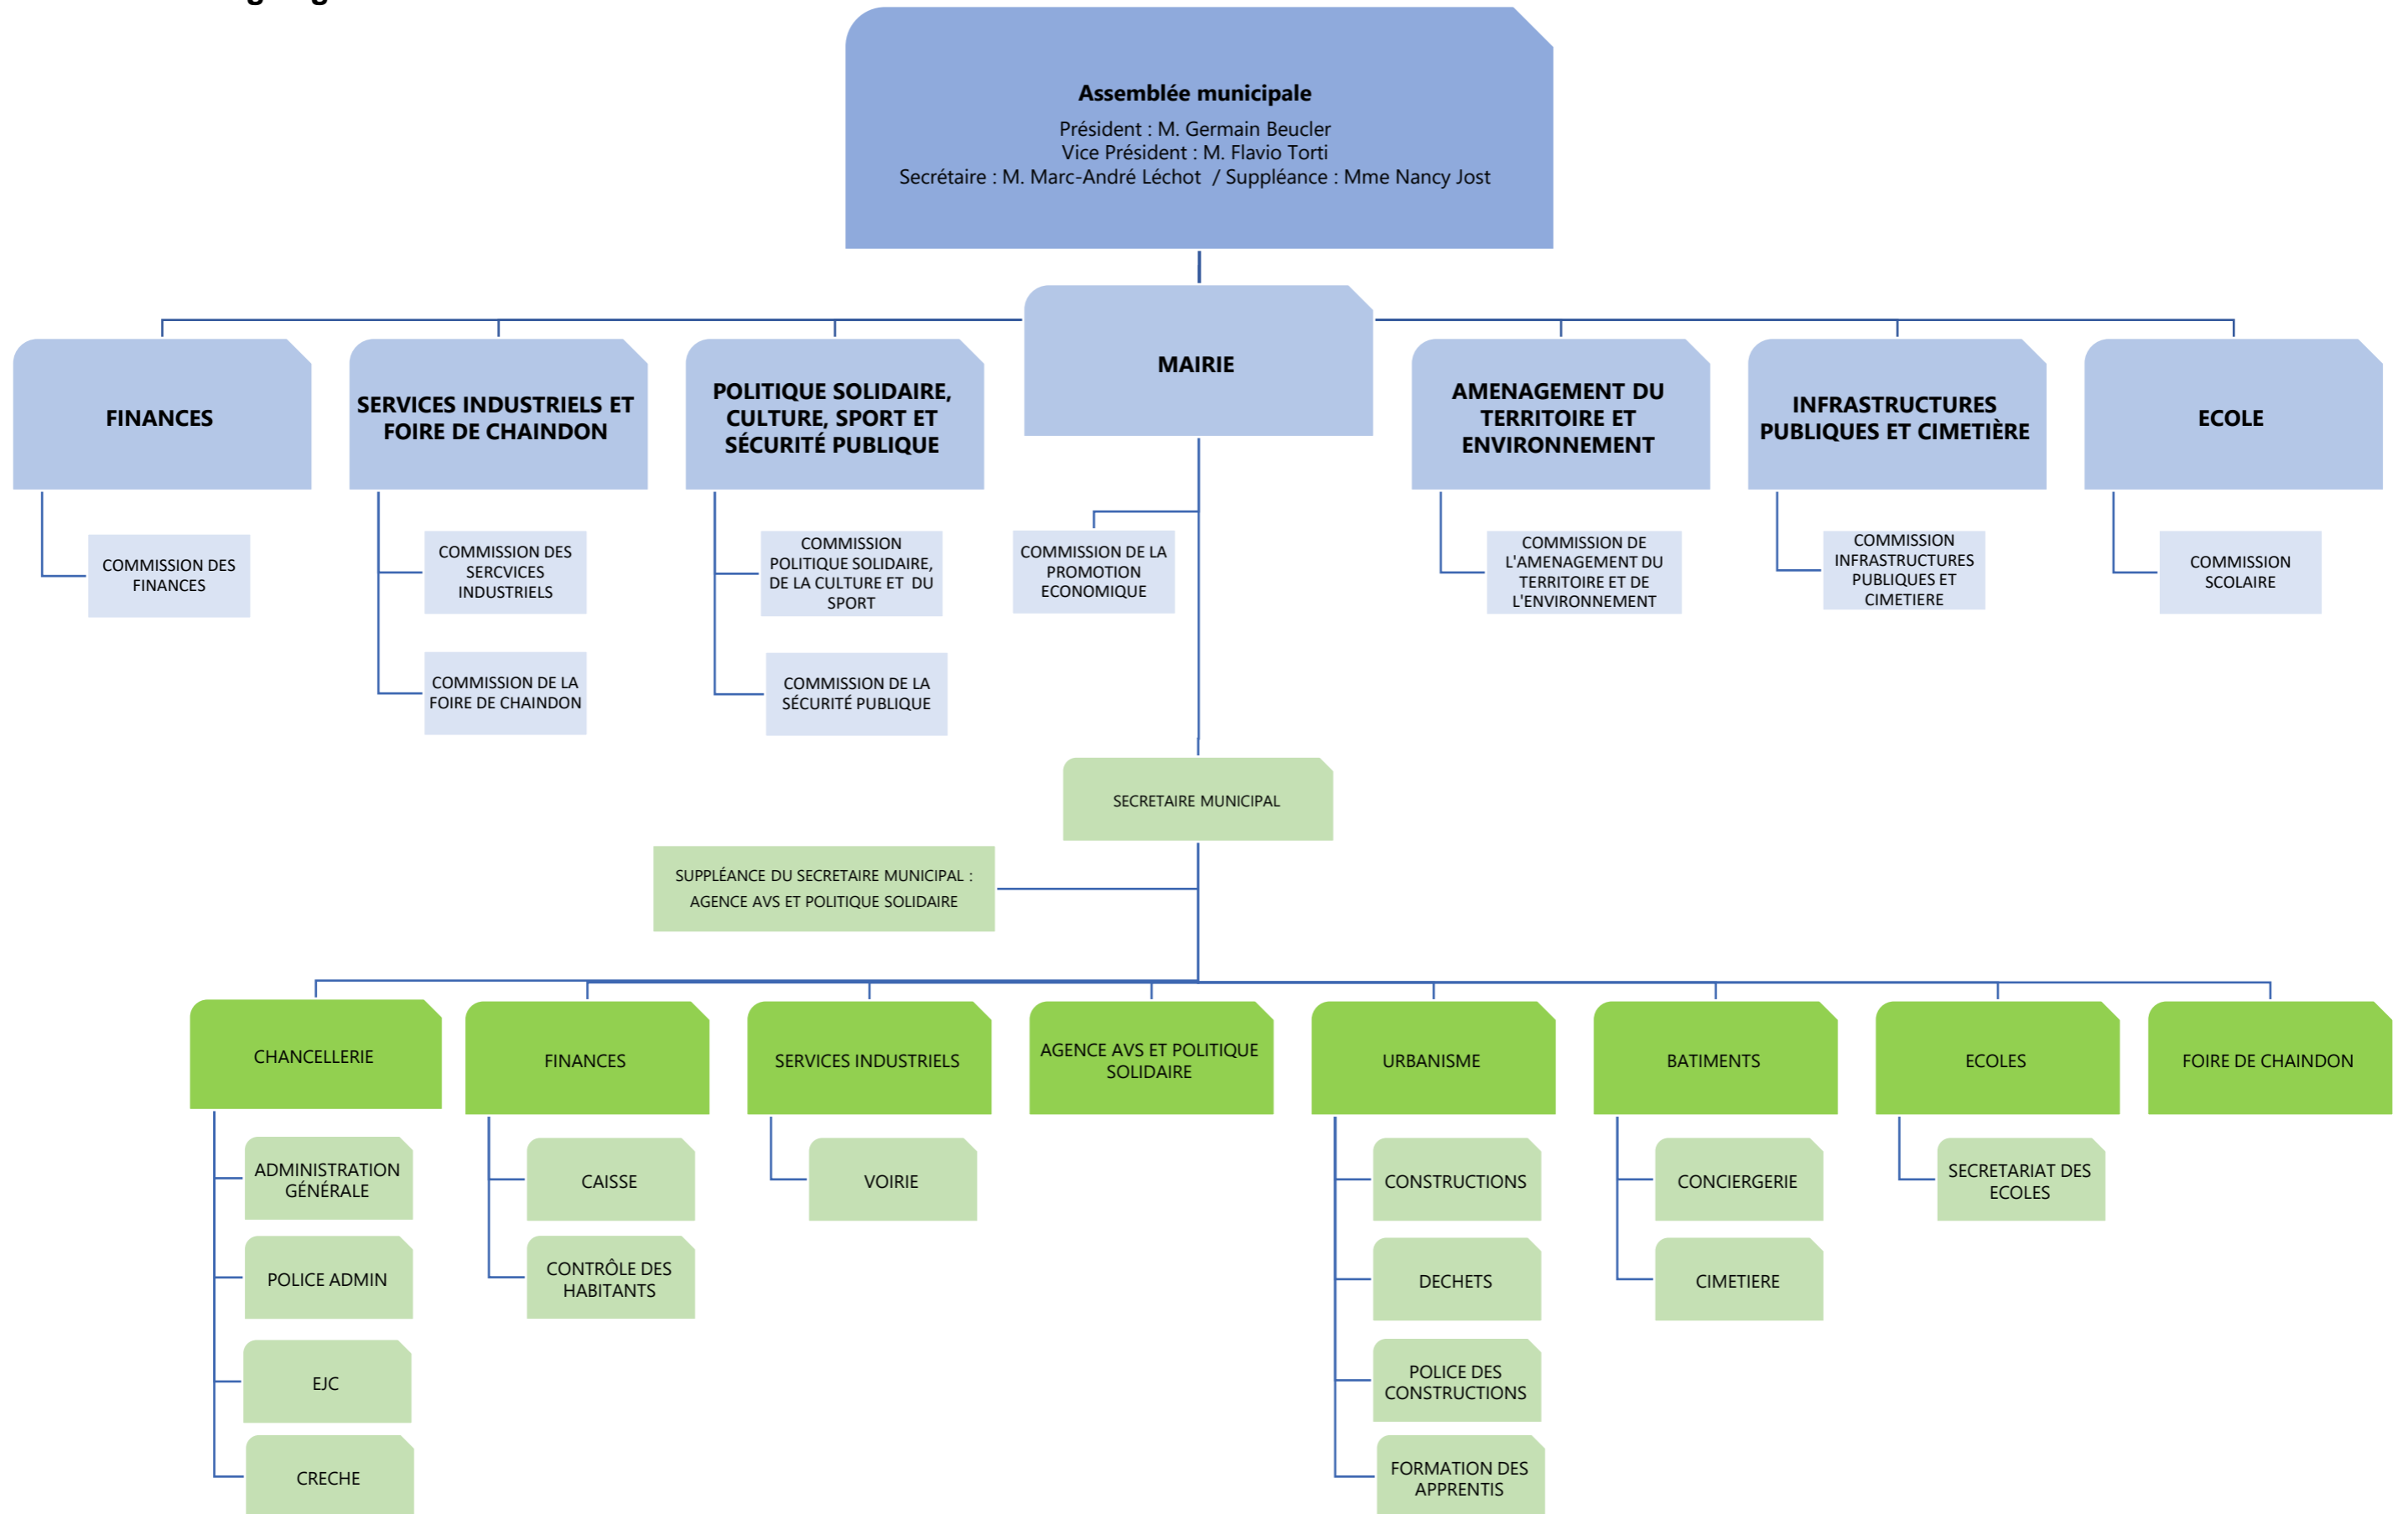 Assemblée municipale
Président : M. Germain Beucler
Vice Président : M. Flavio Torti
Secrétaire : M. Marc-André Léchot / Suppléance : Mme Nancy Jost
MAIRIE
FINANCES
SERVICES INDUSTRIELS ET
FOIRE DE CHAINDON
POLITIQUE SOLIDAIRE,
CULTURE, SPORT ET
SÉCURITÉ PUBLIQUE
AMENAGEMENT DU
TERRITOIRE ET
ENVIRONNEMENT
INFRASTRUCTURES
PUBLIQUES ET CIMETIÈRE
ECOLE
COMMISSION DES
FINANCES
COMMISSION DES
SERCVICES
INDUSTRIELS
COMMISSION
POLITIQUE SOLIDAIRE,
DE LA CULTURE ET DU
SPORT
COMMISSION DE LA
PROMOTION
ECONOMIQUE
COMMISSION DE
L'AMENAGEMENT DU
TERRITOIRE ET DE
L'ENVIRONNEMENT
COMMISSION
INFRASTRUCTURES
PUBLIQUES ET
CIMETIERE
COMMISSION
SCOLAIRE
COMMISSION DE LA
FOIRE DE CHAINDON
COMMISSION DE LA
SÉCURITÉ PUBLIQUE
SECRETAIRE MUNICIPAL
SUPPLÉANCE DU SECRETAIRE MUNICIPAL :
AGENCE AVS ET POLITIQUE SOLIDAIRE
CHANCELLERIE
FINANCES
SERVICES INDUSTRIELS
AGENCE AVS ET POLITIQUE
SOLIDAIRE
URBANISME
BATIMENTS
ECOLES
FOIRE DE CHAINDON
ADMINISTRATION
GÉNÉRALE
CAISSE
VOIRIE
CONSTRUCTIONS
CONCIERGERIE
SECRETARIAT DES
ECOLES
POLICE ADMIN
CONTRÔLE DES
HABITANTS
DECHETS
CIMETIERE
EJC
POLICE DES
CONSTRUCTIONS
CRECHE
FORMATION DES
APPRENTIS